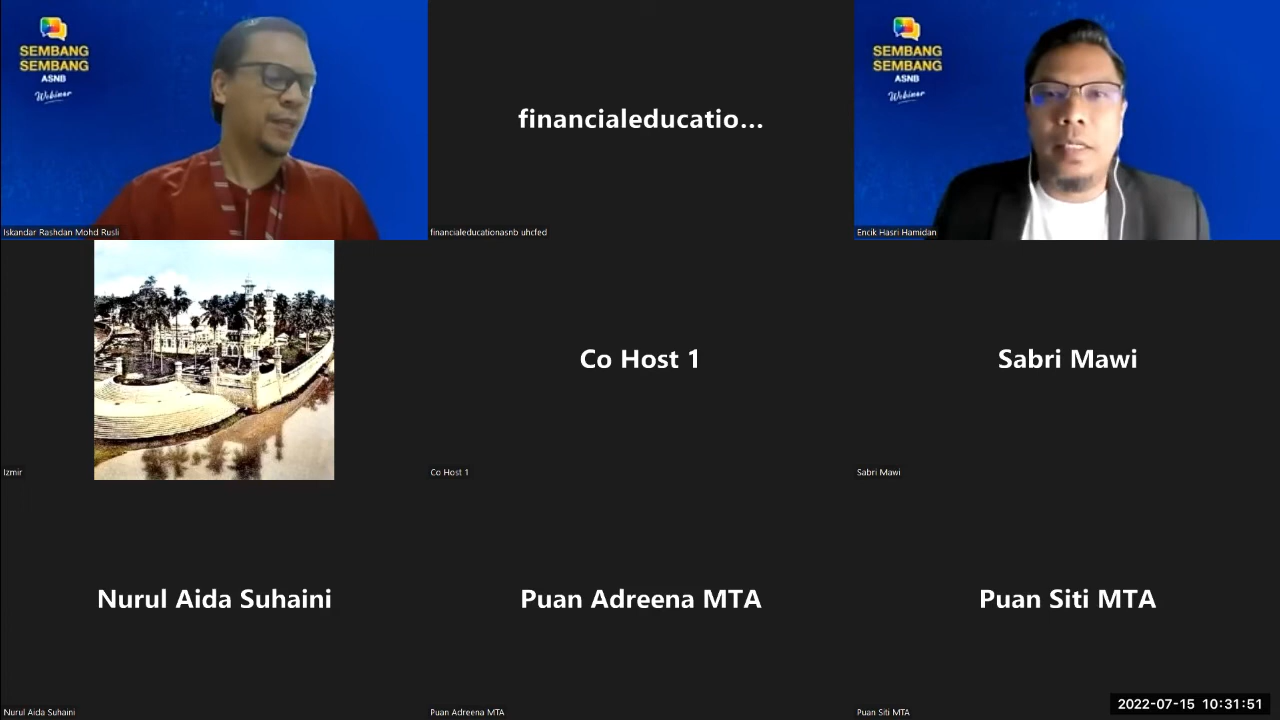 SEMBANG
SEMBANG
ASNB
Webinar
Iskandar Rashdan Mohd Rusli
financialeducatio...
financialeducationasnb uhcfed
SEMBANG
SEMBANG
ASNB
Webinar
Encik Hasri Hamidan
Izmir
Co Host 1
Co Host 1
Sabri Mawi
Sabri Mawi
Nurul Aida Suhaini
Nurul Aida Suhaini
Puan Adreena MTA
Puan Adreena MTA
Puan Siti MTA
Puan Siti MTA
2022-07-15 10:31:51